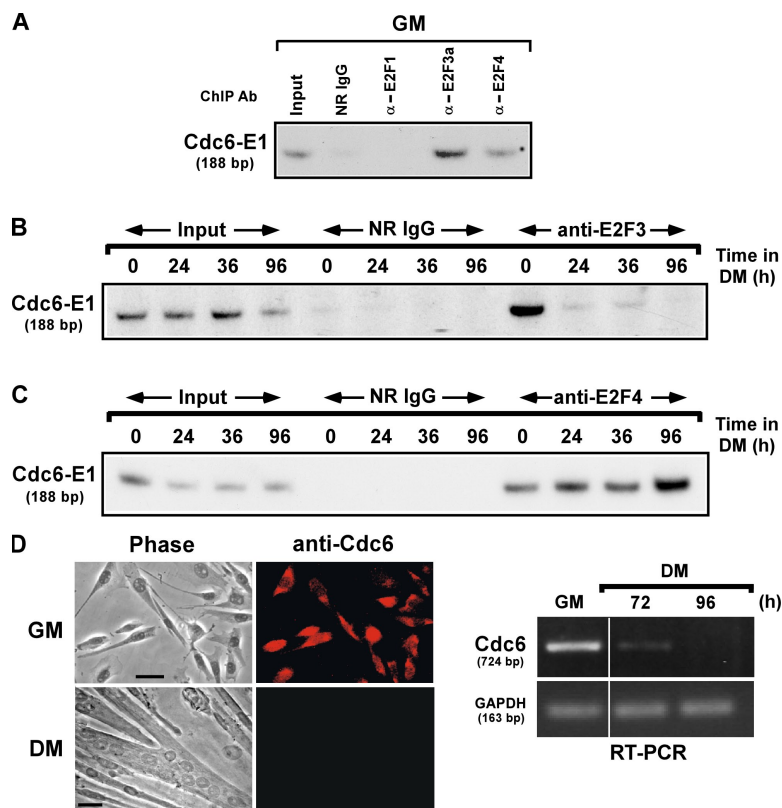 A
GM
ChIP Ab
Input
NR IgG
α-E2F1
α-E2F3a
α-E2F4
Cdc6-E1
(188 bp)
B
Input NR IgG anti-E2F3
0 24 36 96 0 24 36 96 0 24 36 96
Time in
DM (h)
Cdc6-E1
(188 bp)
C
Input NR IgG anti-E2F4
0 24 36 96 0 24 36 96 0 24 36 96
Time in
DM (h)
Cdc6-E1
(188 bp)
D
Phase anti-Cdc6
GM
DM
DM
GM 72 96 (h)
Cdc6
(724 bp)
GAPDH
(163 bp)
RT-PCR